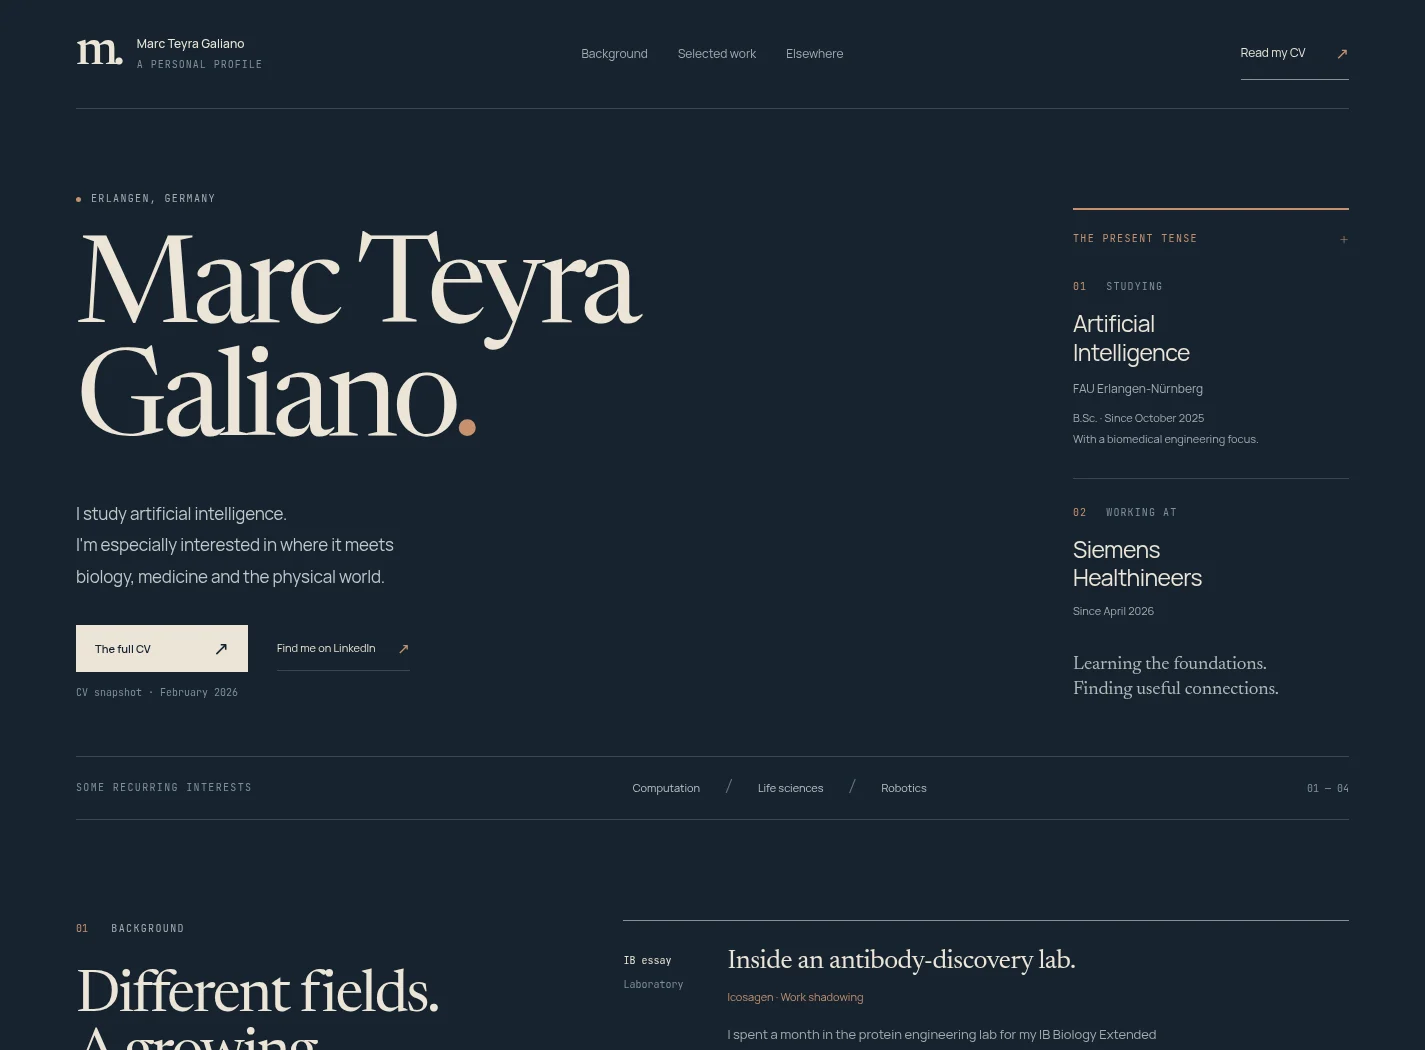 m.
Marc Teyra Galiano
A PERSONAL PROFILE
Background
Selected work
Elsewhere
Read my CV ↗
ERLANGEN, GERMANY
Marc Teyra
Galiano.
I study artificial intelligence.
I'm especially interested in where it meets
biology, medicine and the physical world.
The full CV ↗
Find me on LinkedIn ↗
CV snapshot · February 2026
THE PRESENT TENSE +
01 STUDYING
Artificial
Intelligence
FAU Erlangen-Nürnberg
B.Sc. · Since October 2025
With a biomedical engineering focus.
02 WORKING AT
Siemens
Healthineers
Since April 2026
Learning the foundations.
Finding useful connections.
SOME RECURRING INTERESTS
Computation / Life sciences / Robotics
01 — 04
01 BACKGROUND
Different fields.
A growing
IB essay
Laboratory
Inside an antibody-discovery lab.
Icosagen · Work shadowing
I spent a month in the protein engineering lab for my IB Biology Extended